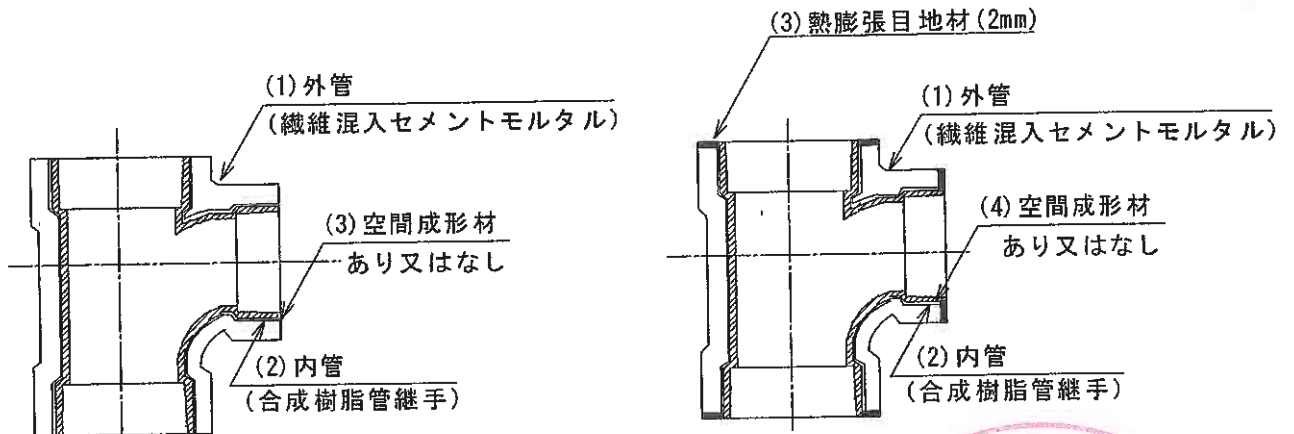 (1)外管
(繊維混入セメントモルタル)
(3)空間成形材
あり又はなし
(2)内管
(合成樹脂管継手)
(3)熱膨張目地材(2mm)
(1)外管
(繊維混入セメントモルタル)
(4)空間成形材
あり又はなし
(2)内管
(合成樹脂管継手)